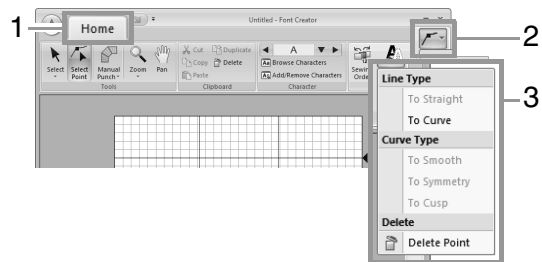 1
Home
Untitled - Font Creator
2
Select
Select Point
Manual Punch
Zoom
Pan
Cut
Duplicate
Copy
Delete
Paste
A
Browse Characters
Add/Remove Characters
Tools
Clipboard
Character
3
Line Type
To Straight
To Curve
Curve Type
To Smooth
To Symmetry
To Cusp
Delete
Delete Point